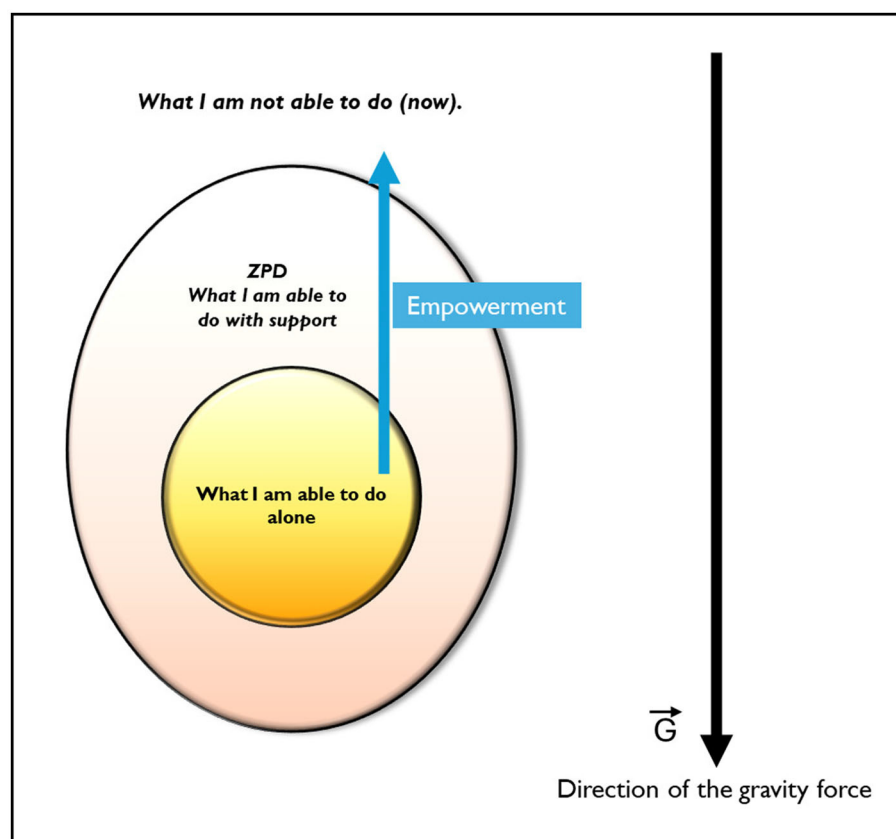 What I am not able to do (now).
ZPD
What I am able to
do with support
Empowerment
What I am able to do
alone
G
Direction of the gravity force